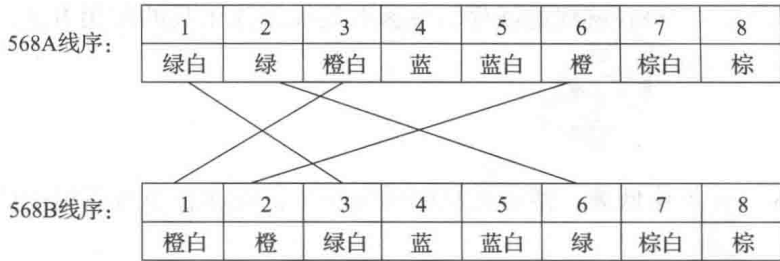 1 2 3 4 5 6 7 8
568A线序：
绿白 绿 橙白 蓝 蓝白 橙 棕白 棕
1 2 3 4 5 6 7 8
568B线序：
橙白 橙 绿白 蓝 蓝白 绿 棕白 棕